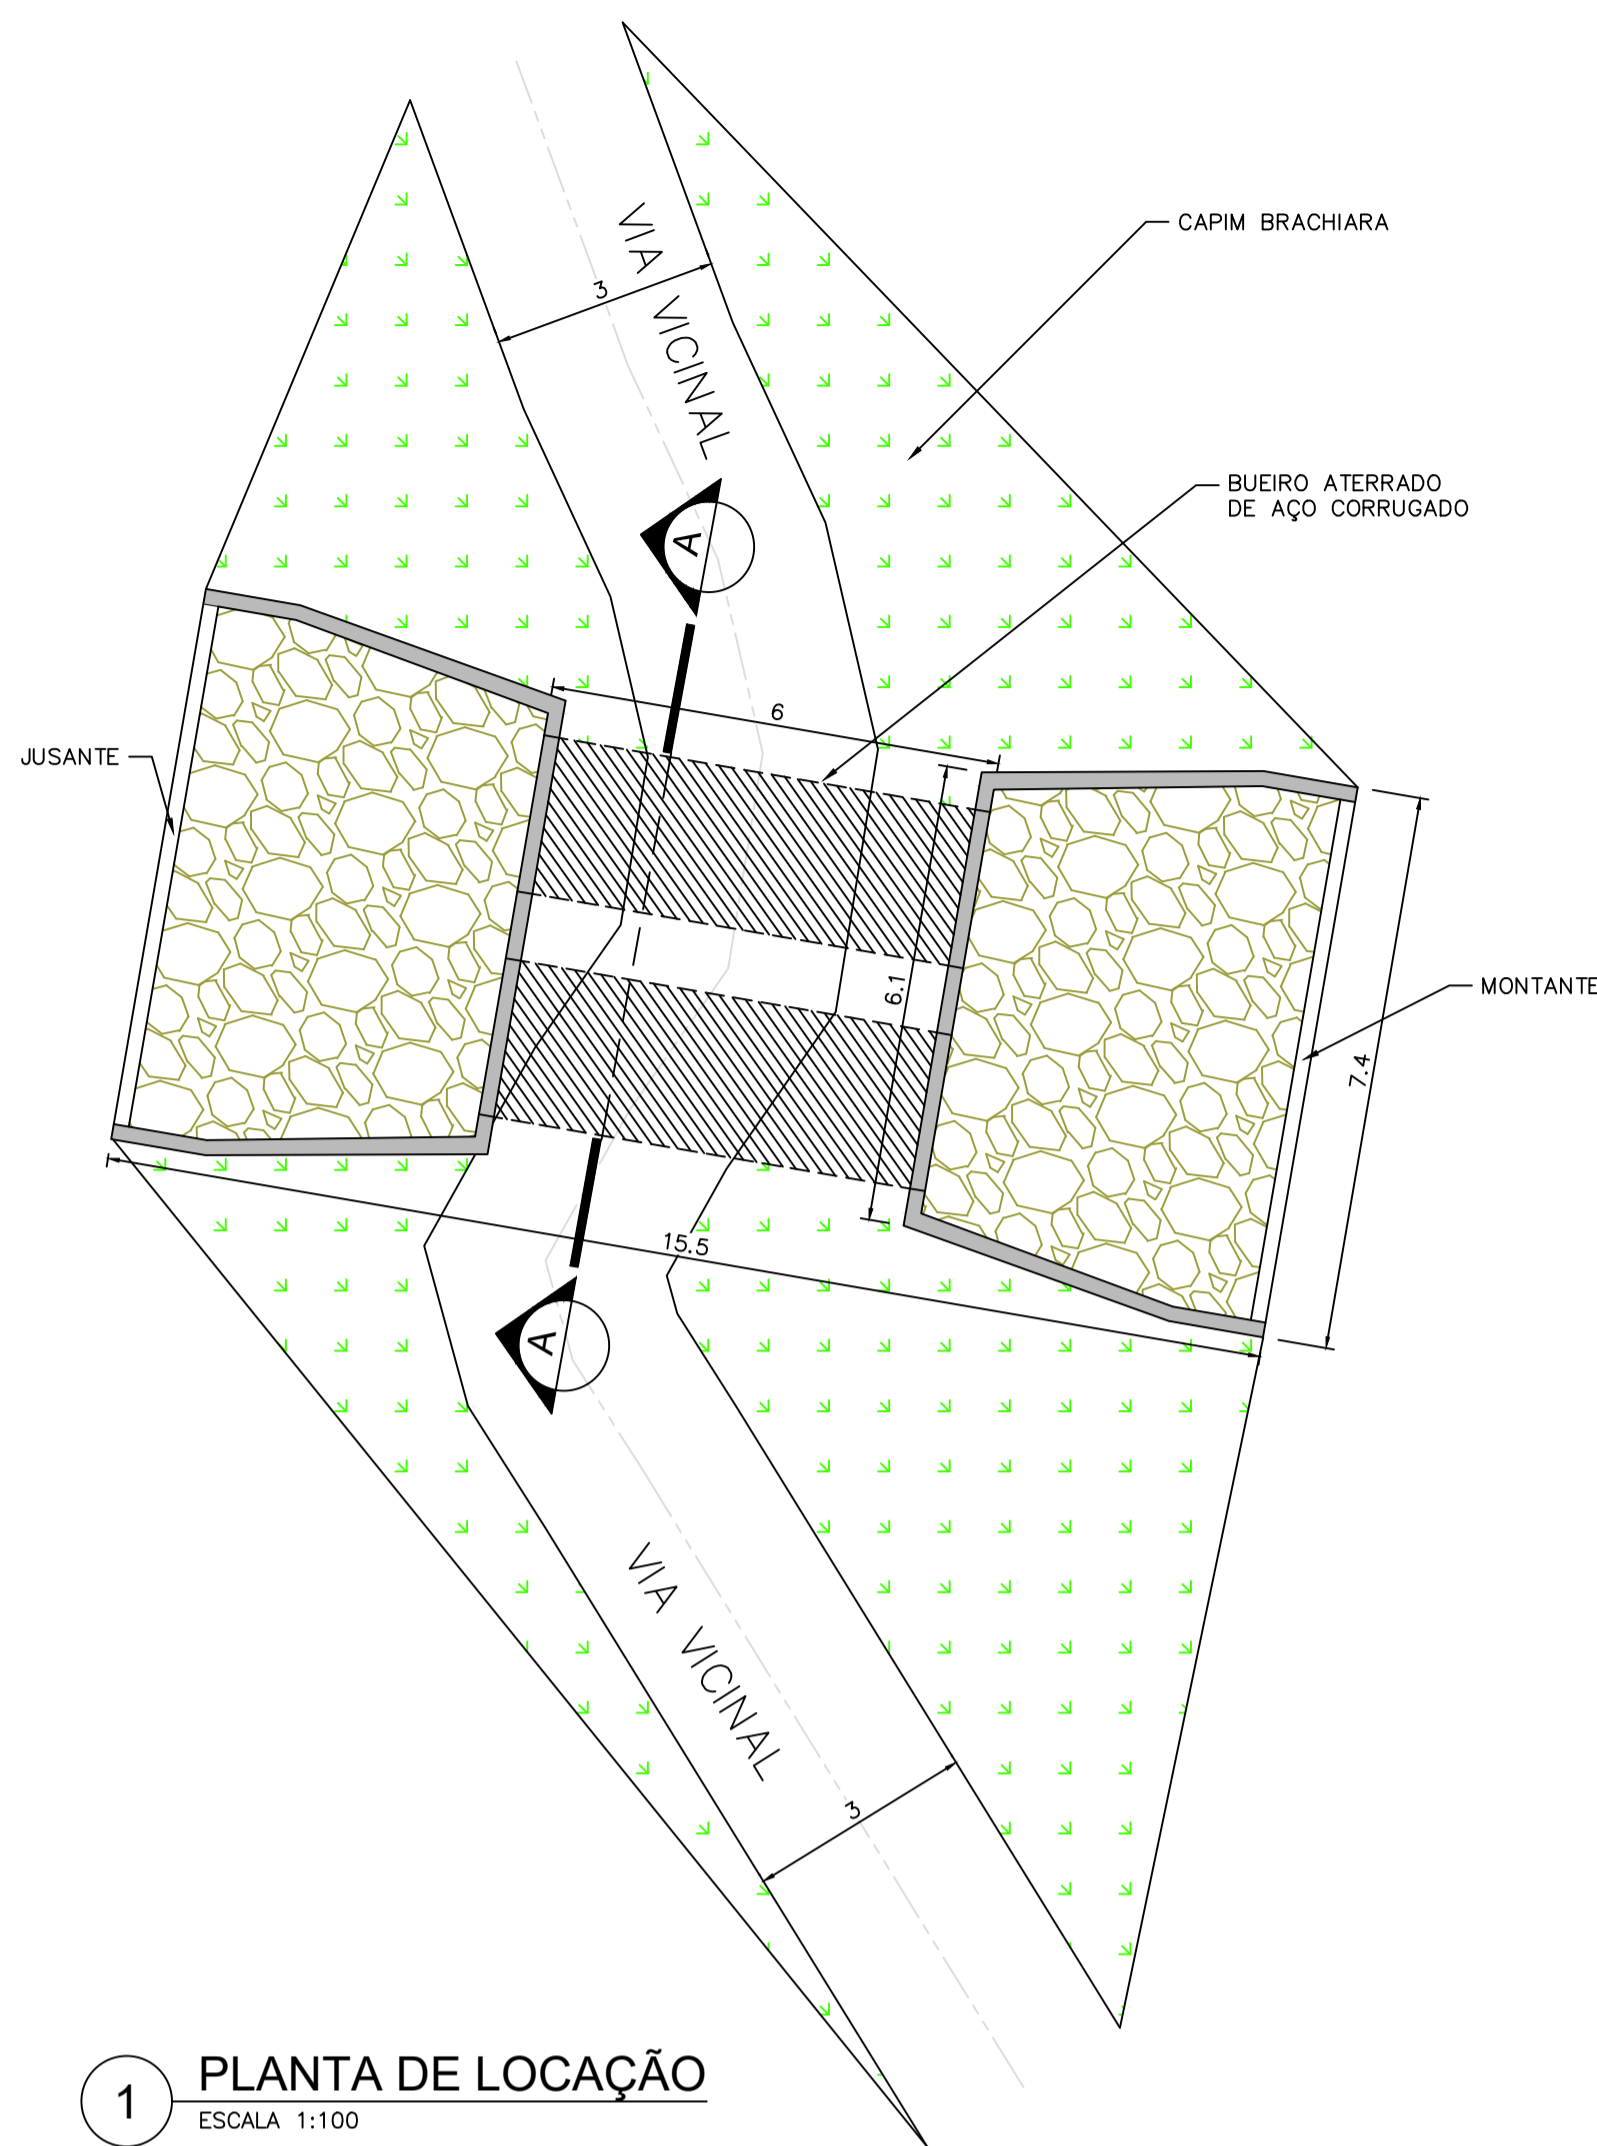 VIA VICINAL
3
CAPIM BRACHIARA
BUEIRO ATERRADO
DE AÇO CORRUGADO
A
6
JUSANTE
6.1
MONTANTE
7.4
15.5
A
VIA VICINAL
3
1
PLANTA DE LOCAÇÃO
ESCALA 1:100